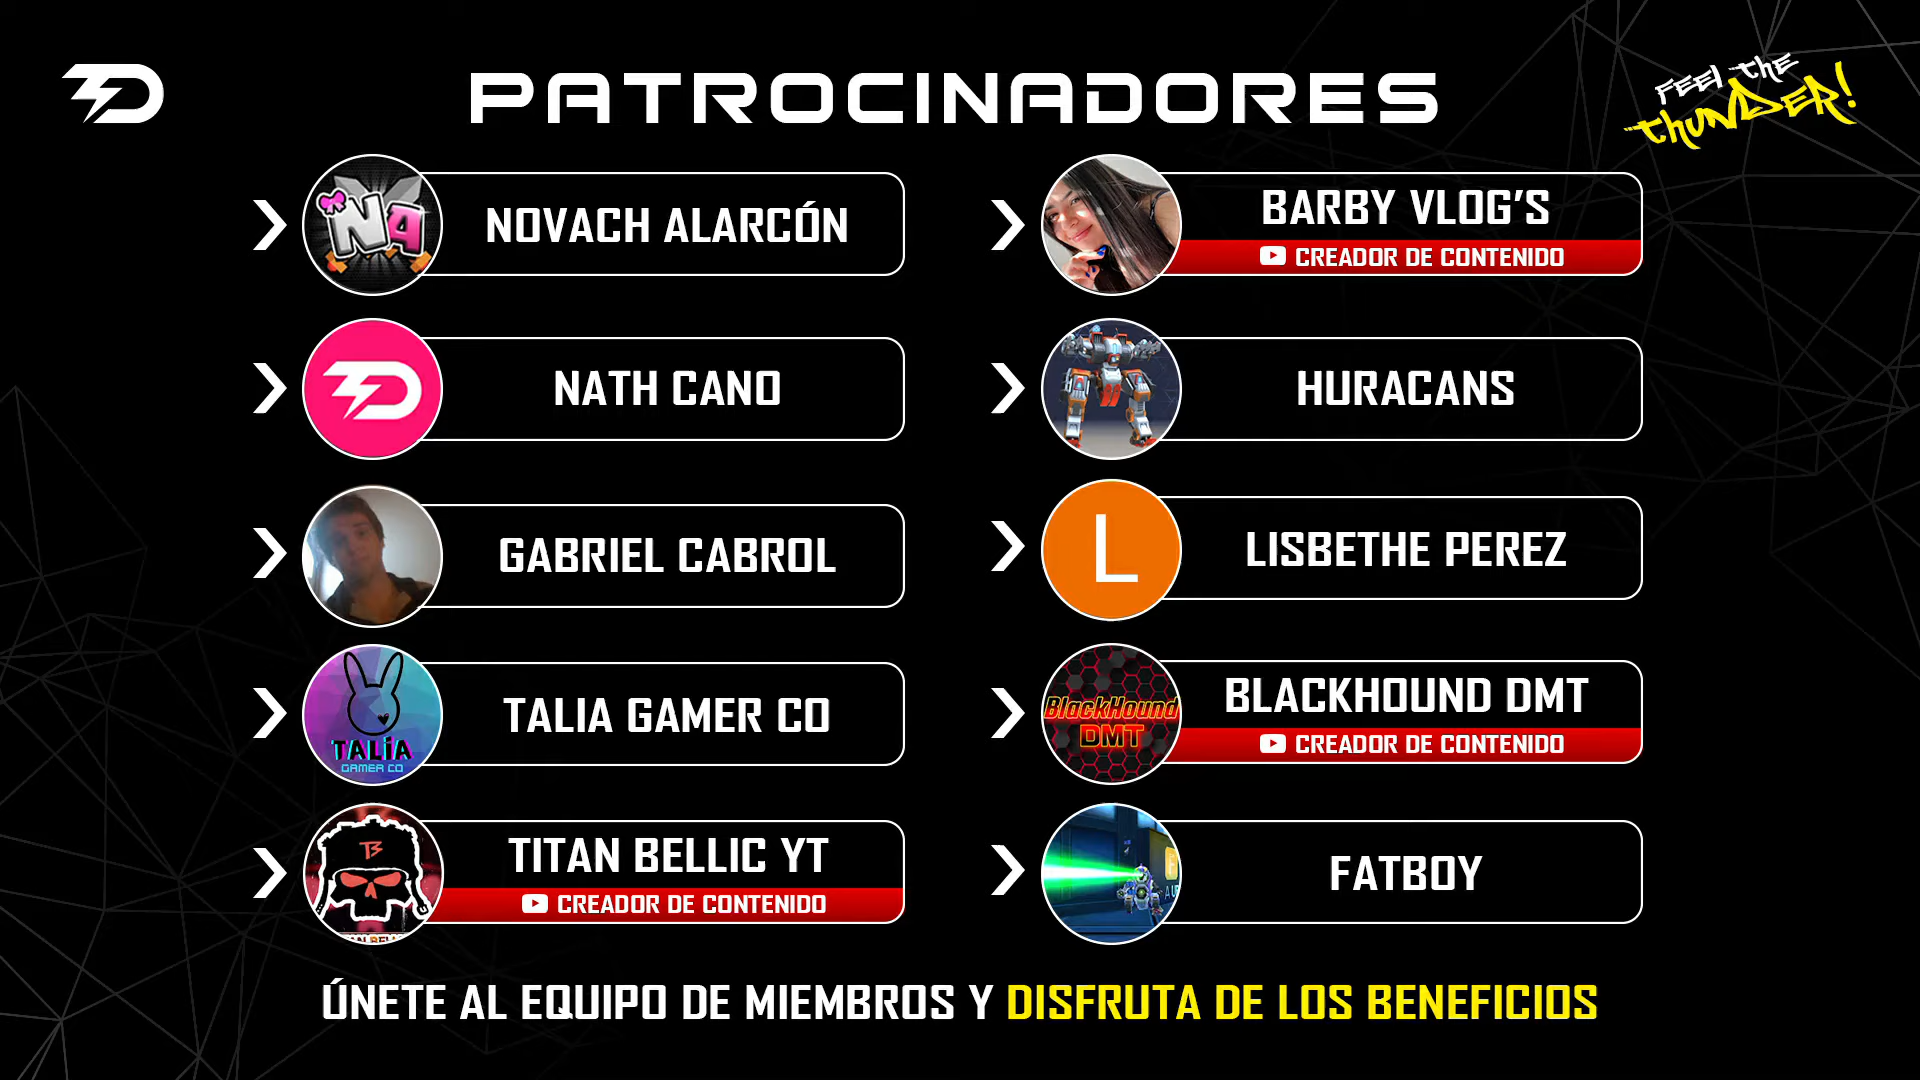 PATROCINADORES
FEEL the
thUNDER!
NA
NOVACH ALARCÓN
NATH CANO
GABRIEL CABROL
TALiA
GAMER CO
TALIA GAMER CO
TB
TITAN BELLIC YT
CREADOR DE CONTENIDO
BARBY VLOG'S
CREADOR DE CONTENIDO
HURACANS
L
LISBETHE PEREZ
BlackHound
DMT
BLACKHOUND DMT
CREADOR DE CONTENIDO
FATBOY
ÚNETE AL EQUIPO DE MIEMBROS Y DISFRUTA DE LOS BENEFICIOS